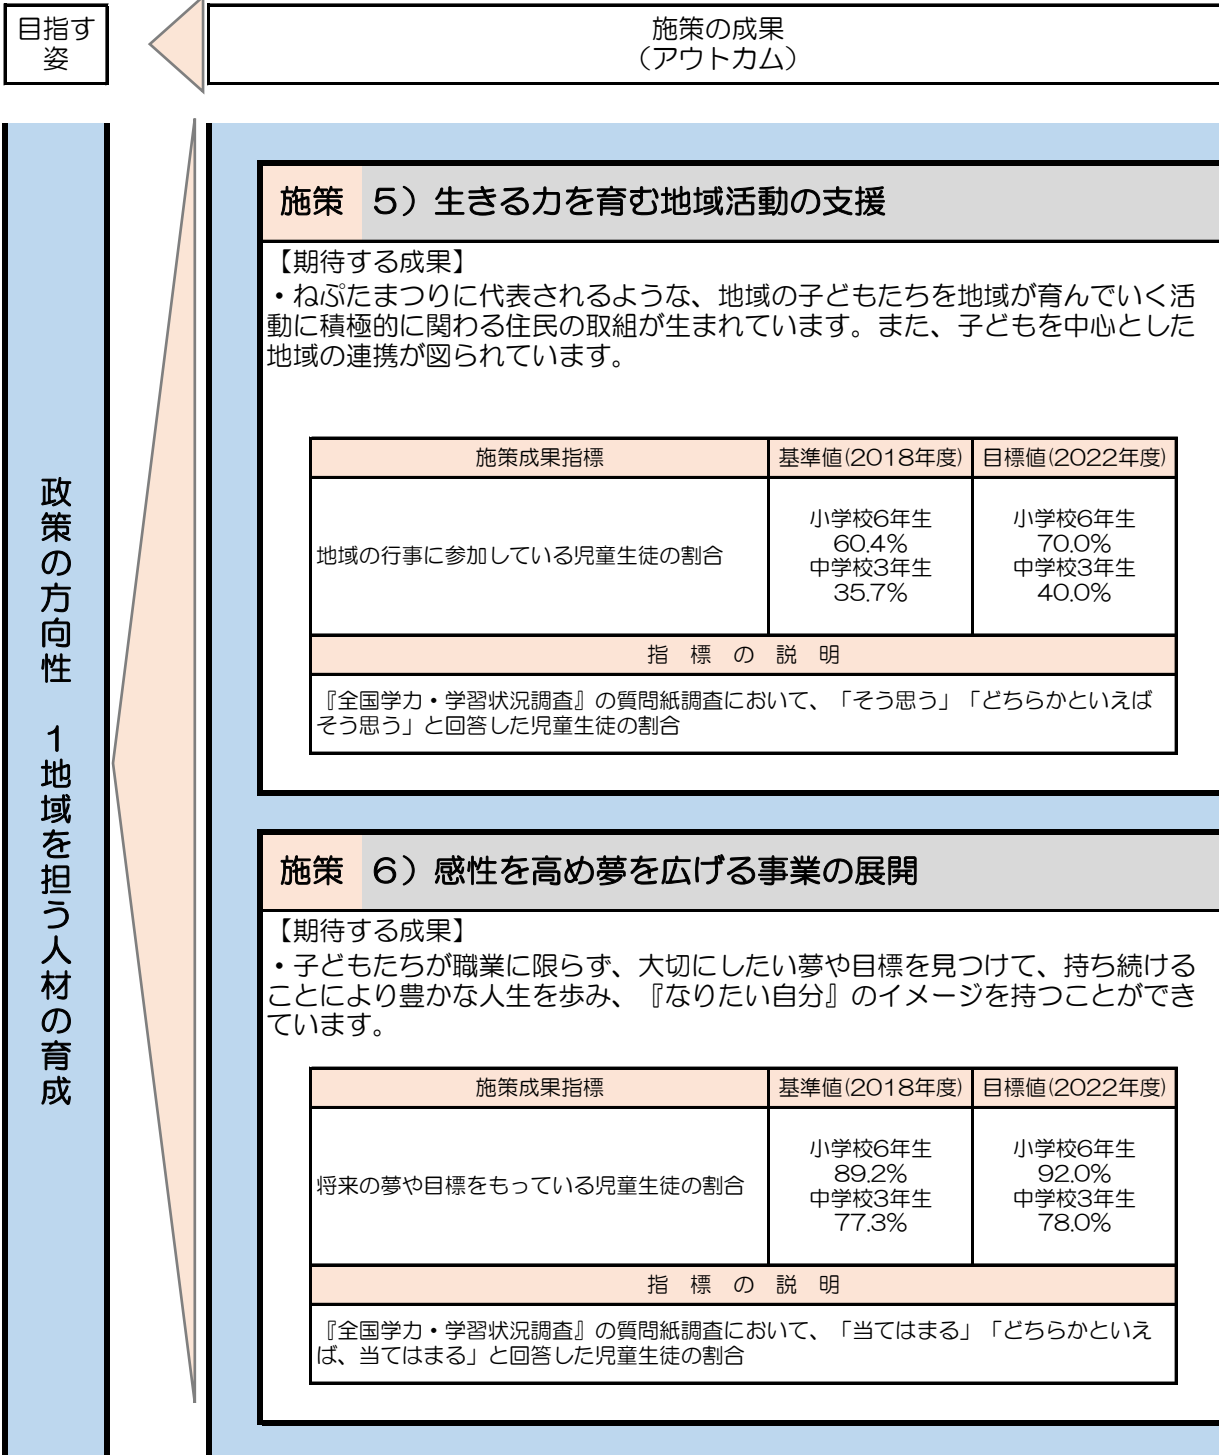 目指す
姿
施策の成果
（アウトカム）
政策の方向性　１地域を担う人材の育成
施策　５）生きる力を育む地域活動の支援
【期待する成果】
・ねぷたまつりに代表されるような、地域の子どもたちを地域が育んでいく活
動に積極的に関わる住民の取組が生まれています。また、子どもを中心とした
地域の連携が図られています。
施策成果指標　基準値(2018年度)　目標値(2022年度)
地域の行事に参加している児童生徒の割合
小学校6年生
60.4%
中学校3年生
35.7%
小学校6年生
70.0%
中学校3年生
40.0%
指　標　の　説　明
『全国学力・学習状況調査』の質問紙調査において、「そう思う」「どちらかといえば
そう思う」と回答した児童生徒の割合
施策　６）感性を高め夢を広げる事業の展開
【期待する成果】
・子どもたちが職業に限らず、大切にしたい夢や目標を見つけて、持ち続ける
ことにより豊かな人生を歩み、『なりたい自分』のイメージを持つことができ
ています。
施策成果指標　基準値(2018年度)　目標値(2022年度)
将来の夢や目標をもっている児童生徒の割合
小学校6年生
89.2%
中学校3年生
77.3%
小学校6年生
92.0%
中学校3年生
78.0%
指　標　の　説　明
『全国学力・学習状況調査』の質問紙調査において、「当てはまる」「どちらかといえ
ば、当てはまる」と回答した児童生徒の割合